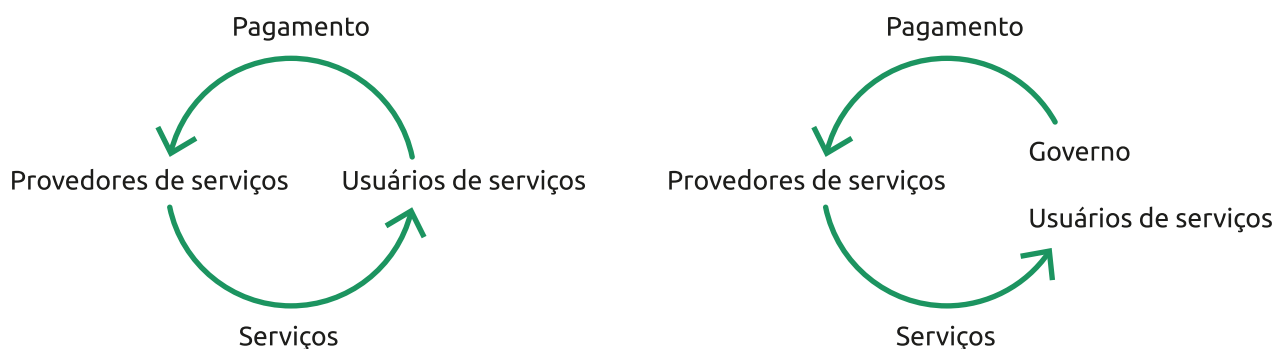 Pagamento
Provedores de serviços
Usuários de serviços
Serviços
Pagamento
Governo
Provedores de serviços
Usuários de serviços
Serviços